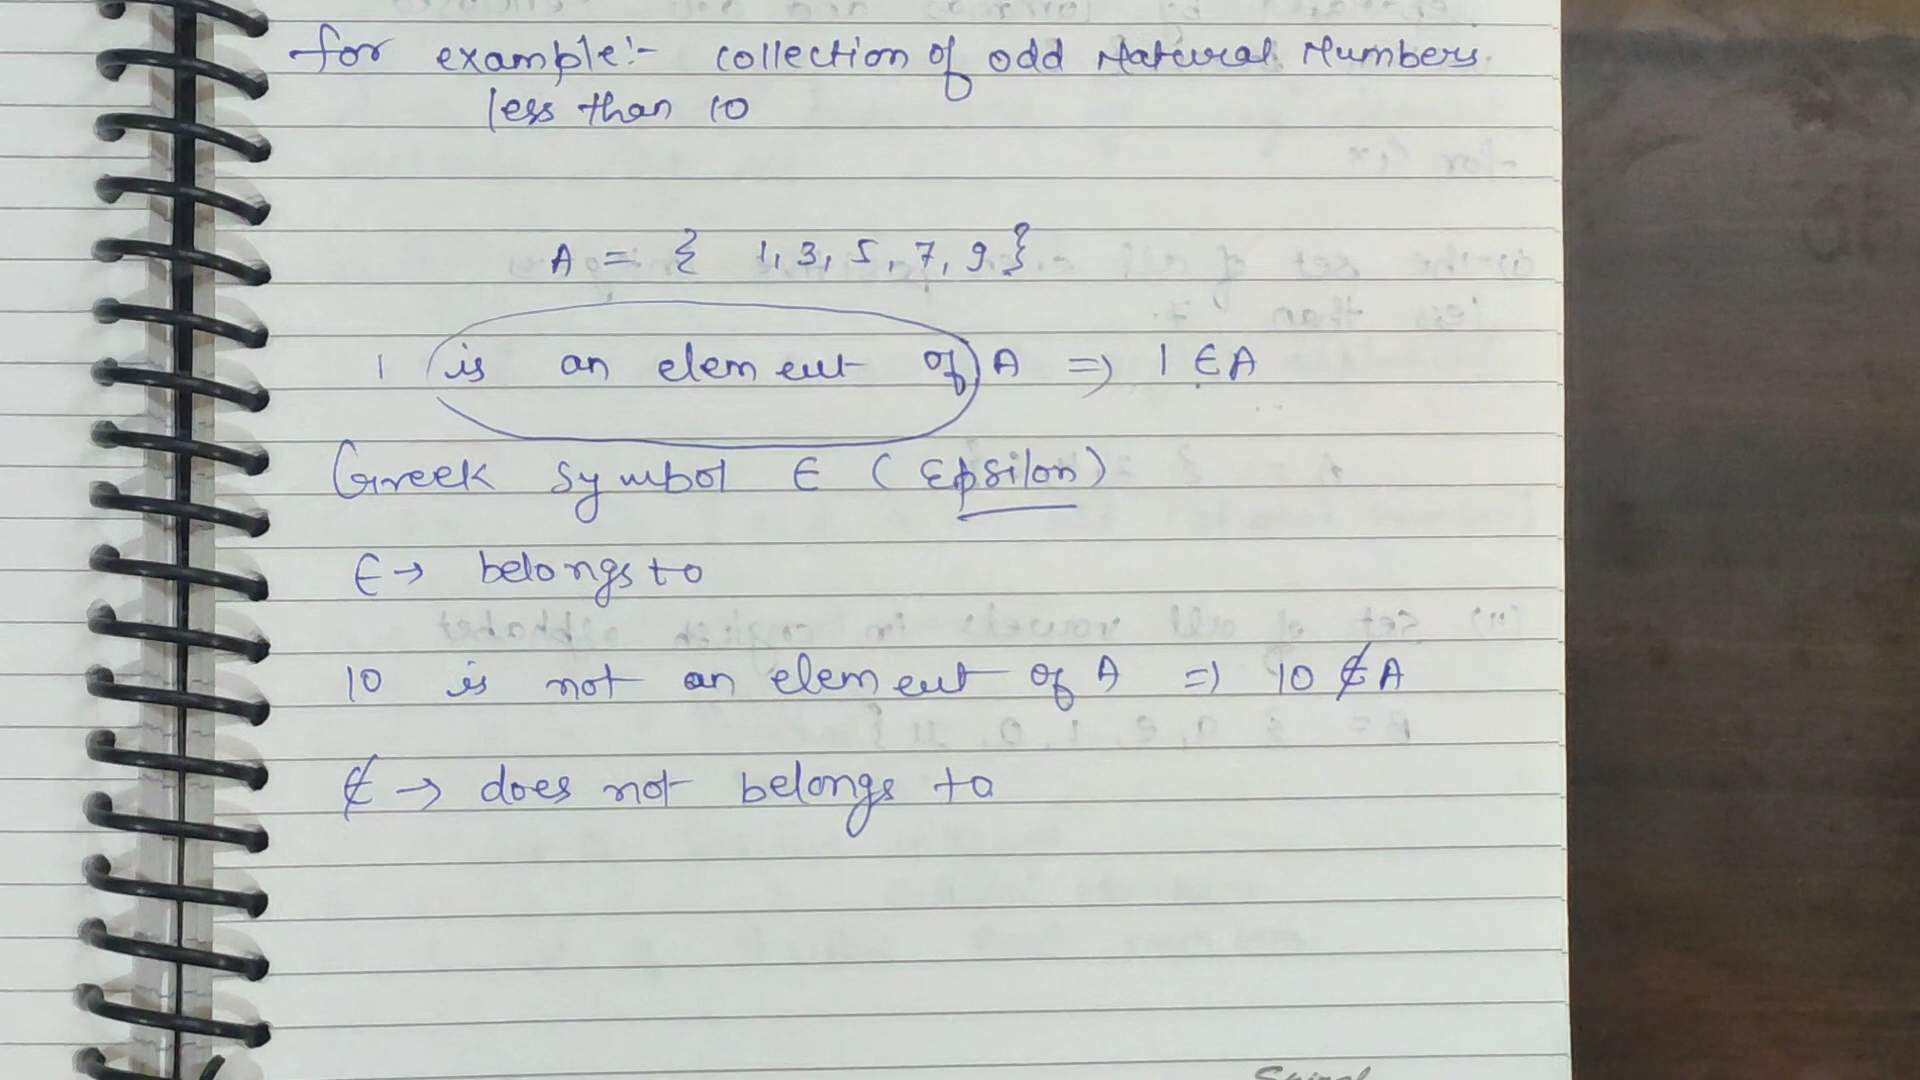 for example:- collection of odd Natural Numbers.
less than 10
A = { 1, 3, 5, 7, 9 }
1 is an element of A => 1 ∈ A
Greek symbol ∈ (Epsilon)
∈ → belongs to
10 is not an element of A => 10 ∉ A
∉ → does not belongs to